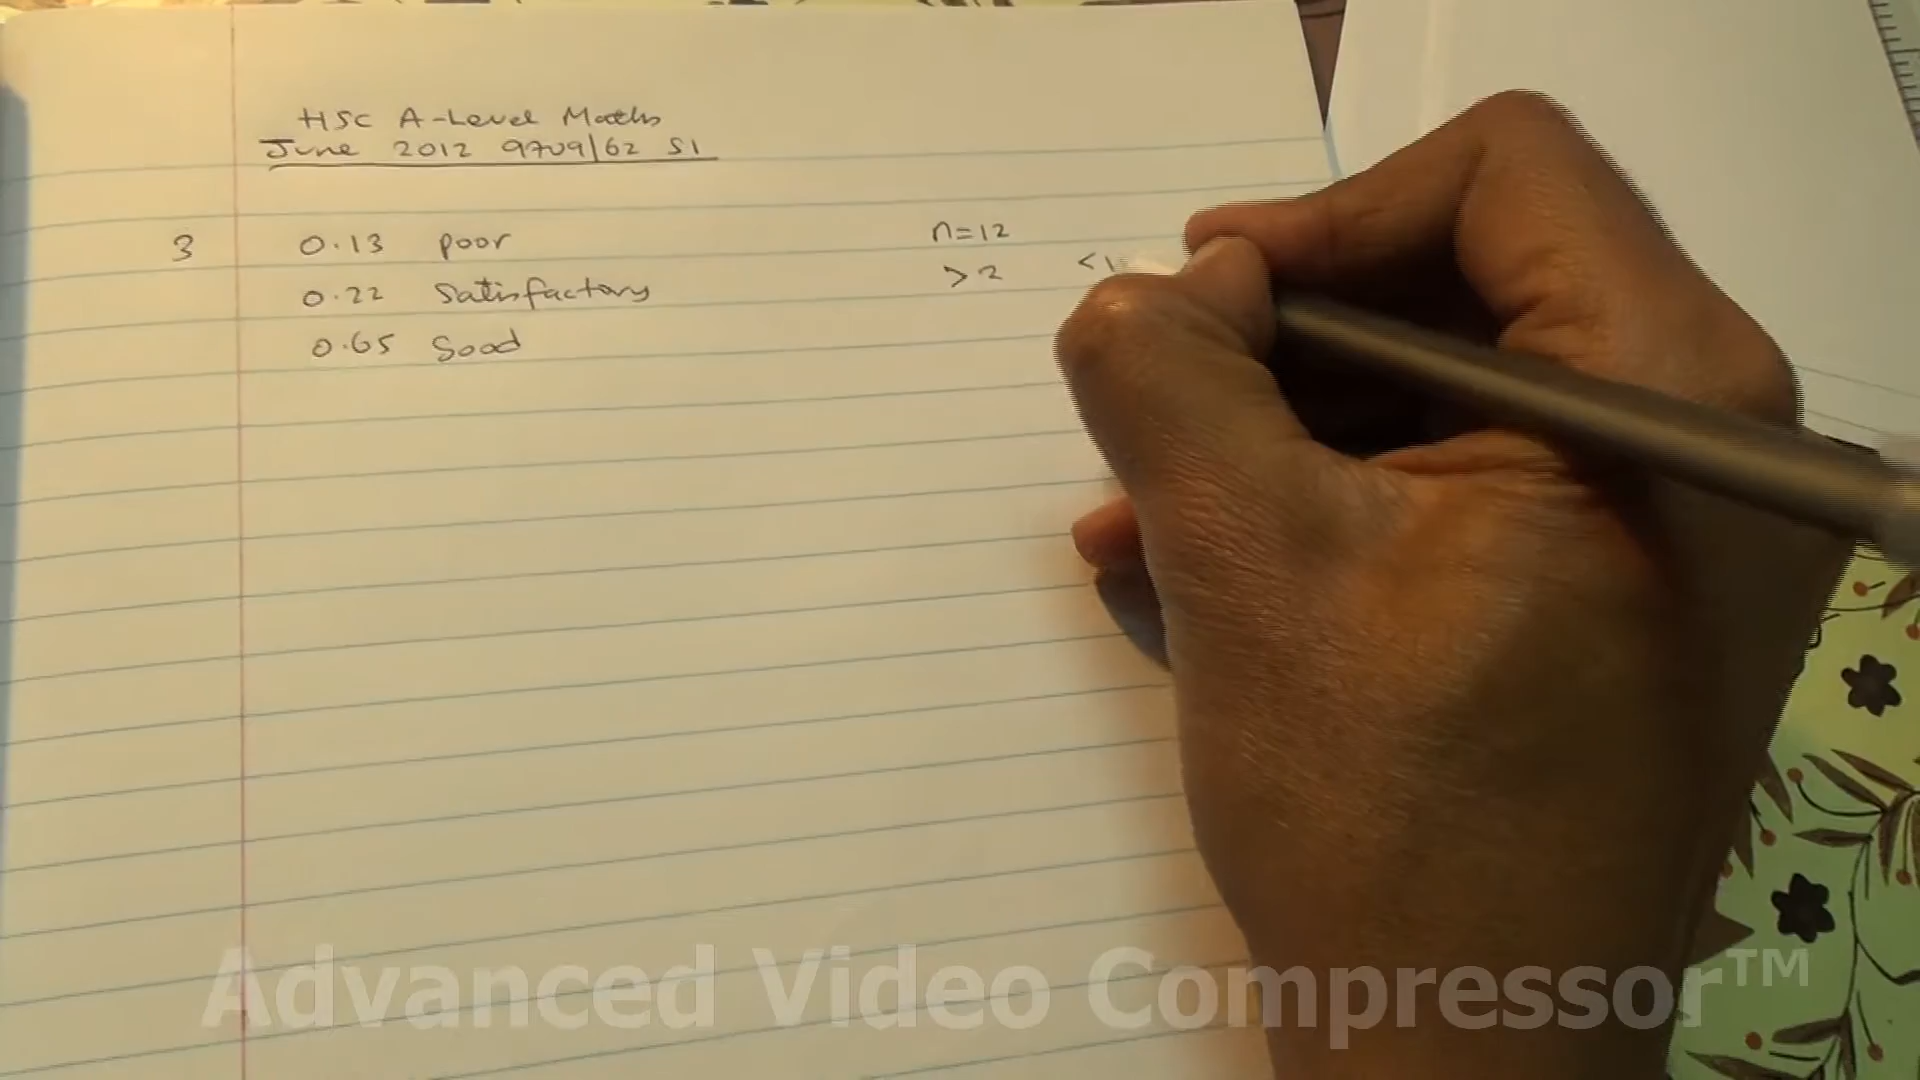 HSC A-Level Maths
June 2012 9709/62 S1
3 0.13 poor n=12
0.22 Satisfactory >2 <1
0.65 Good
Advanced Video Compressor™